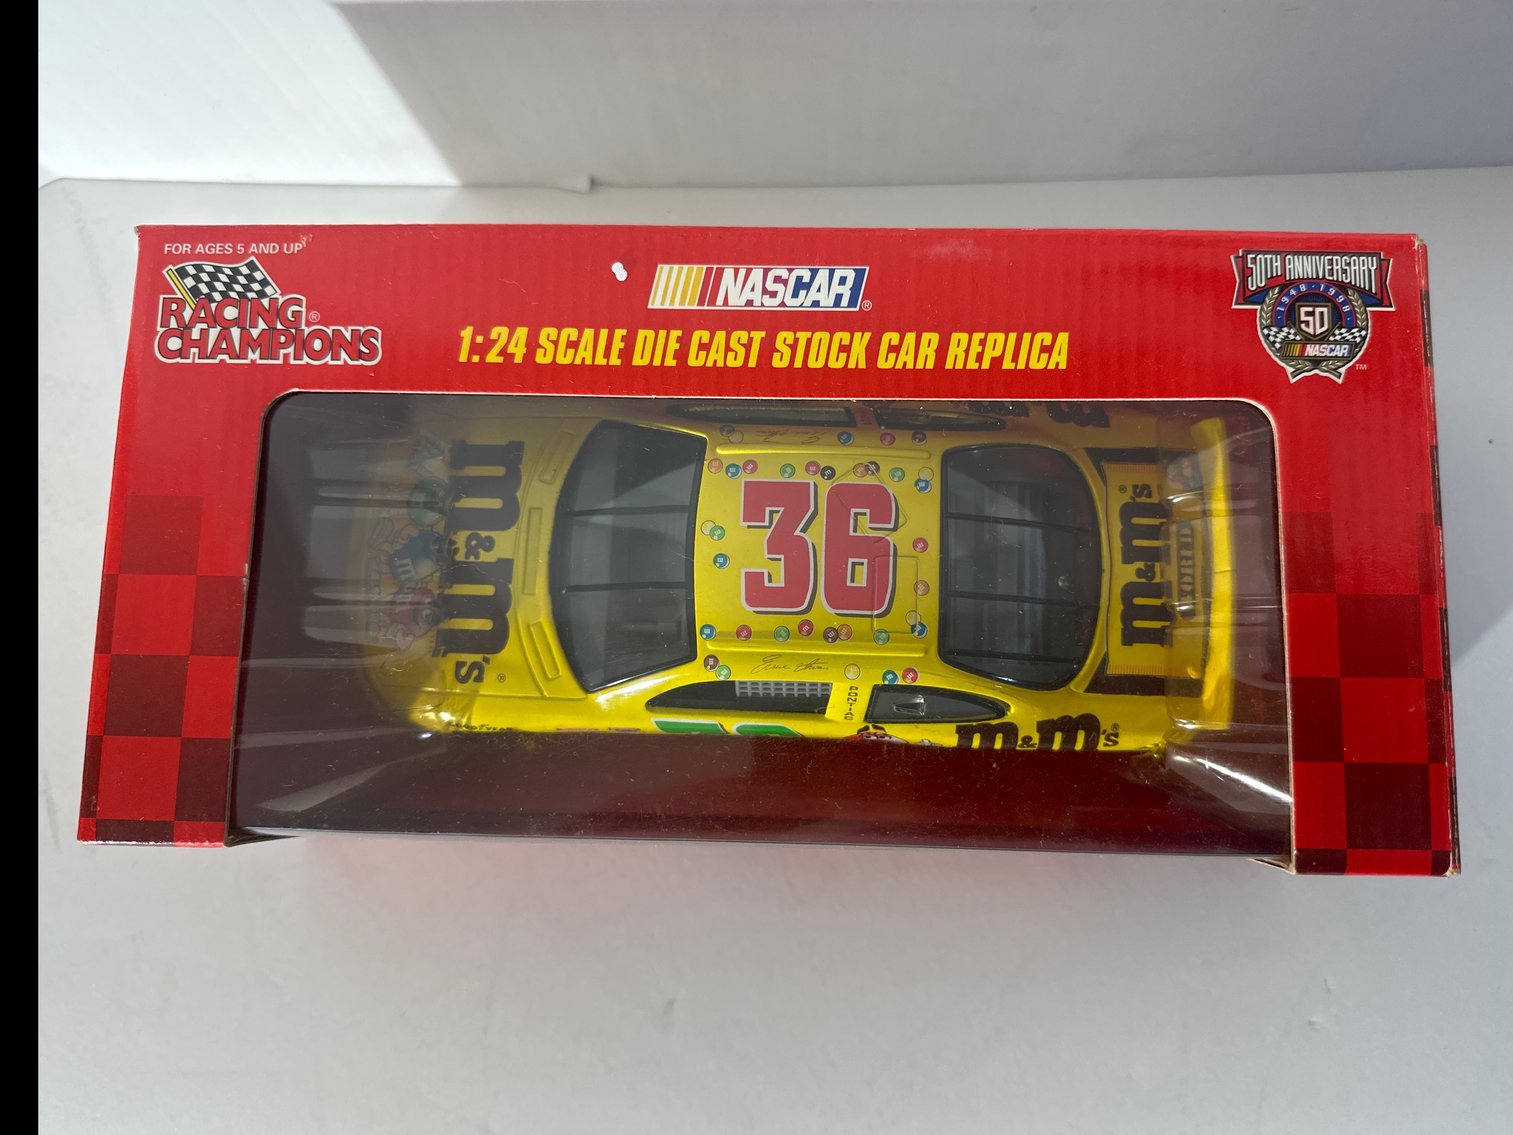 FOR AGES 5 AND UP
RACING®
CHAMPIONS
NASCAR®
1:24 SCALE DIE CAST STOCK CAR REPLICA
50TH ANNIVERSARY
1948 · 1998
50
NASCAR
TM
m&m's®
36
m&m's®
PONTIAC
m&m's®